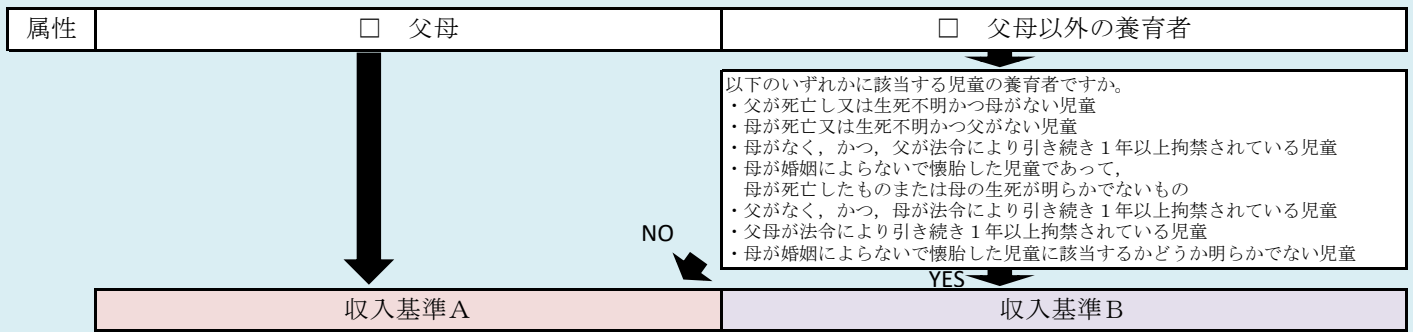 属性
□ 父母
□ 父母以外の養育者
以下のいずれかに該当する児童の養育者ですか。
・父が死亡し又は生死不明かつ母がない児童
・母が死亡又は生死不明かつ父がない児童
・母がなく，かつ，父が法令により引き続き１年以上拘禁されている児童
・母が婚姻によらないで懐胎した児童であって，
母が死亡したものまたは母の生死が明らかでないもの
・父がなく，かつ，母が法令により引き続き１年以上拘禁されている児童
・父母が法令により引き続き１年以上拘禁されている児童
・母が婚姻によらないで懐胎した児童に該当するかどうか明らかでない児童
NO
YES
収入基準Ａ
収入基準Ｂ